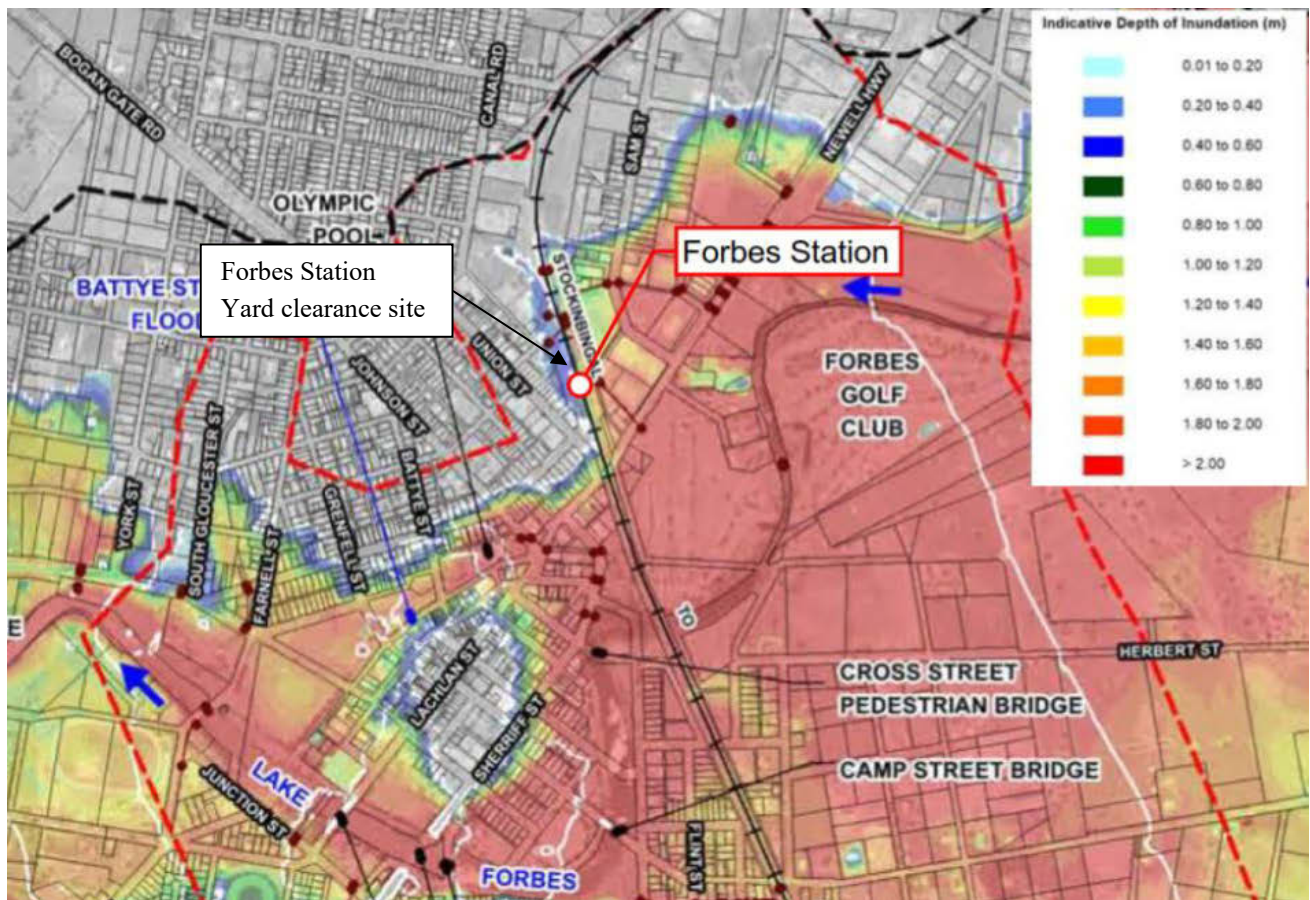 Indicative Depth of Inundation (m)
0.01 to 0.20
0.20 to 0.40
0.40 to 0.60
0.60 to 0.80
0.80 to 1.00
1.00 to 1.20
1.20 to 1.40
1.40 to 1.60
1.60 to 1.80
1.80 to 2.00
> 2.00
BOGAN GATE RD
CANAL RD
SAM ST
NEWELL HWY
OLYMPIC
POOL
Forbes Station
Forbes Station
Yard clearance site
BATTYE ST
FLOO
UNION ST
JOHNSON ST
FORBES
GOLF
CLUB
BATTYE ST
GRENFELL ST
YORK ST
SOUTH GLOUCESTER ST
FARNELL ST
TO
E
HERBERT ST
CROSS STREET
PEDESTRIAN BRIDGE
LACHLAN ST
SHERRIFF ST
CAMP STREET BRIDGE
LAKE
JUNCTION ST
FLINT ST
FORBES